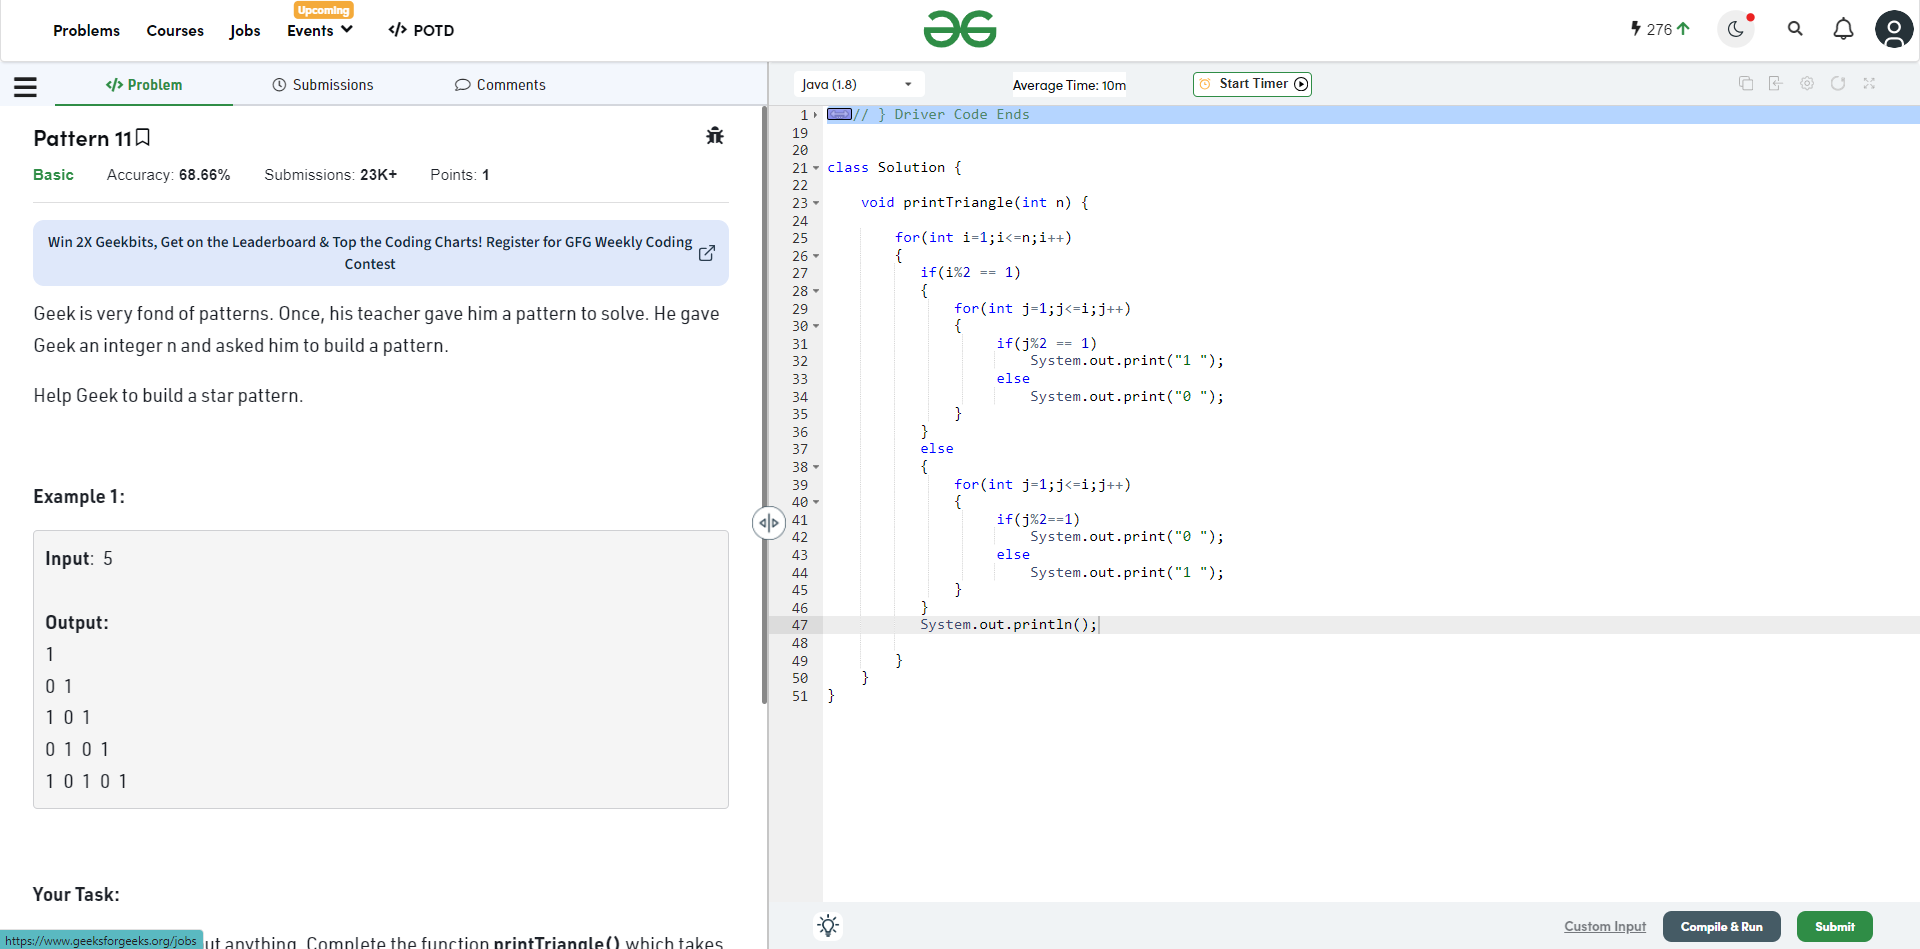 Upcoming
Problems Courses Jobs Events </> POTD
276
</> Problem Submissions Comments
Java (1.8) Average Time: 10m Start Timer
Pattern 11
Basic Accuracy: 68.66% Submissions: 23K+ Points: 1
Win 2X Geekbits, Get on the Leaderboard & Top the Coding Charts! Register for GFG Weekly Coding
Contest
Geek is very fond of patterns. Once, his teacher gave him a pattern to solve. He gave
Geek an integer n and asked him to build a pattern.
Help Geek to build a star pattern.
Example 1:
Input: 5
Output:
1
0 1
1 0 1
0 1 0 1
1 0 1 0 1
Your Task:
ut anything. Complete the function printTriangle() which takes
https://www.geeksforgeeks.org/jobs
1 // } Driver Code Ends
19
20
21 class Solution {
22
23 void printTriangle(int n) {
24
25 for(int i=1;i<=n;i++)
26 {
27 if(i%2 == 1)
28 {
29 for(int j=1;j<=i;j++)
30 {
31 if(j%2 == 1)
32 System.out.print("1 ");
33 else
34 System.out.print("0 ");
35 }
36 }
37 else
38 {
39 for(int j=1;j<=i;j++)
40 {
41 if(j%2==1)
42 System.out.print("0 ");
43 else
44 System.out.print("1 ");
45 }
46 }
47 System.out.println();
48
49 }
50 }
51 }
Custom Input Compile & Run Submit